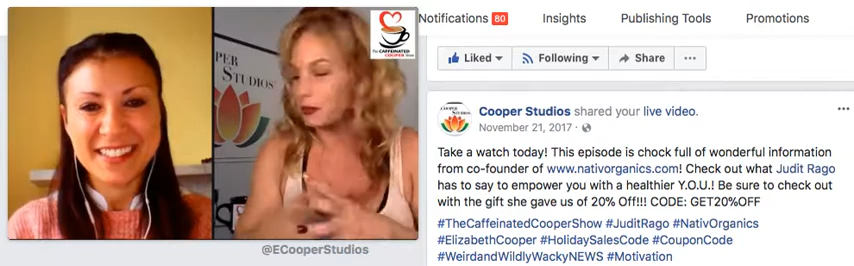 The
CAFFEINATED
COOPER Show
OPER
STUDIOS
@ECooperStudios
Notifications 80 Insights Publishing Tools Promotions
Liked Following Share ...
COOPER STUDIOS
Cooper Studios shared your live video.
November 21, 2017 ·
Take a watch today! This episode is chock full of wonderful information
from co-founder of www.nativorganics.com! Check out what Judit Rago
has to say to empower you with a healthier Y.O.U.! Be sure to check out
with the gift she gave us of 20% Off!!! CODE: GET20%OFF
#TheCaffeinatedCooperShow #JuditRago #NativOrganics
#ElizabethCooper #HolidaySalesCode #CouponCode
#WeirdandWildlyWackyNEWS #Motivation